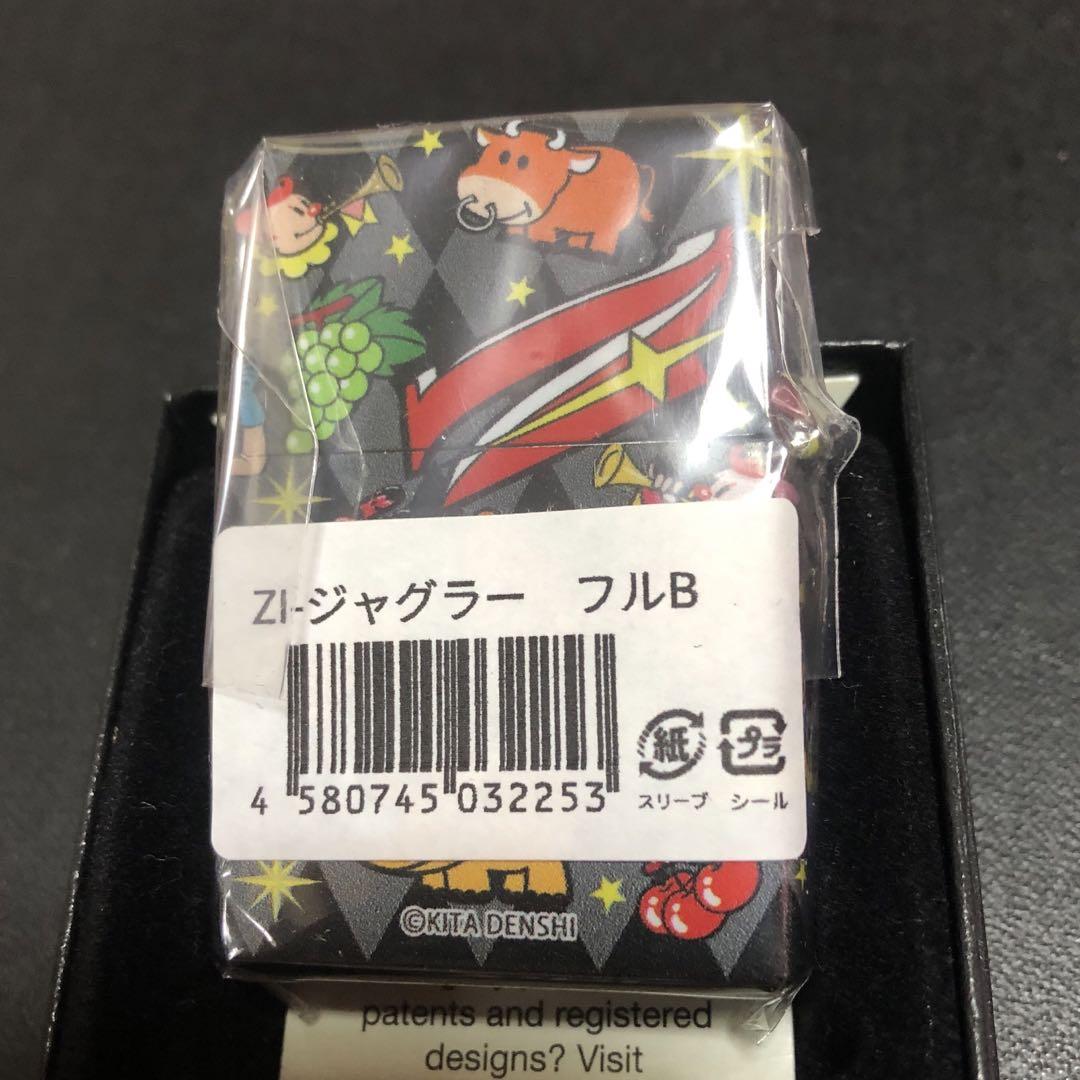 ZI-ジャグラー　フルB
4 580745 032253
紙
プラ
スリーブ　シール
©KITA DENSHI
patents and registered
designs? Visit